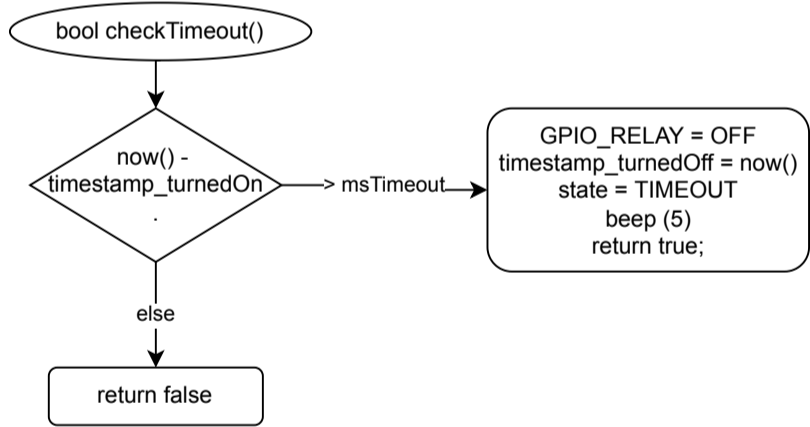 bool checkTimeout()
now() -
timestamp_turnedOn
.
> msTimeout
GPIO_RELAY = OFF
timestamp_turnedOff = now()
state = TIMEOUT
beep (5)
return true;
else
return false